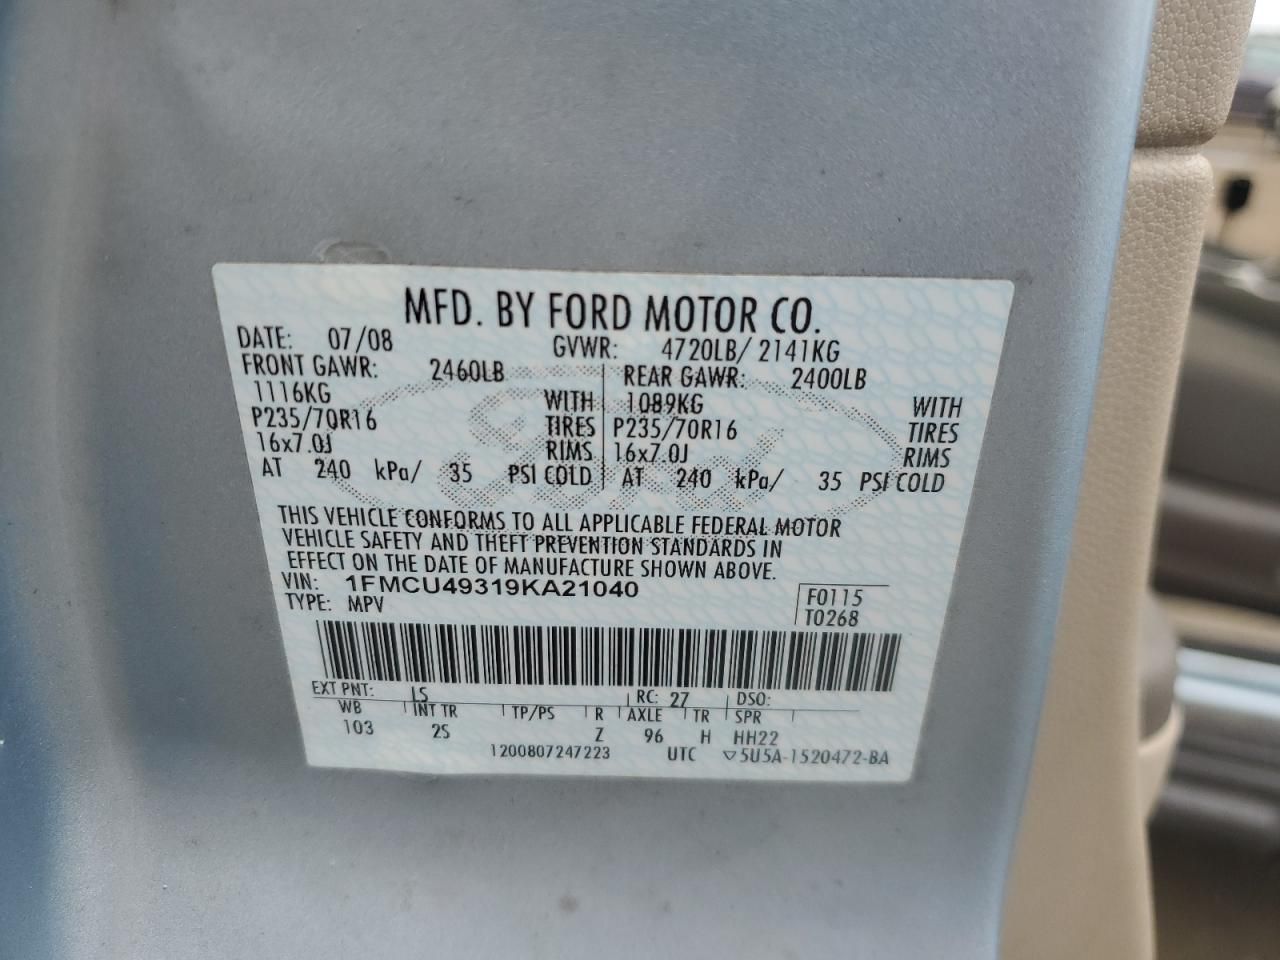 MFD. BY FORD MOTOR CO.
DATE: 07/08 GVWR: 4720LB/ 2141KG
FRONT GAWR: 2460LB REAR GAWR: 2400LB
1116KG WITH 1089KG WITH
P235/70R16 TIRES P235/70R16 TIRES
16x7.0J RIMS 16x7.0J RIMS
AT 240 kPa/ 35 PSI COLD AT 240 kPa/ 35 PSI COLD
THIS VEHICLE CONFORMS TO ALL APPLICABLE FEDERAL MOTOR
VEHICLE SAFETY AND THEFT PREVENTION STANDARDS IN
EFFECT ON THE DATE OF MANUFACTURE SHOWN ABOVE.
VIN: 1FMCU49319KA21040 F0115
TYPE: MPV T0268
EXT PNT: LS RC: 27 DSO:
WB INT TR TP/PS R AXLE TR SPR
103 2S Z 96 H HH22
1200807247223 UTC ▽5U5A-1520472-BA
Ford